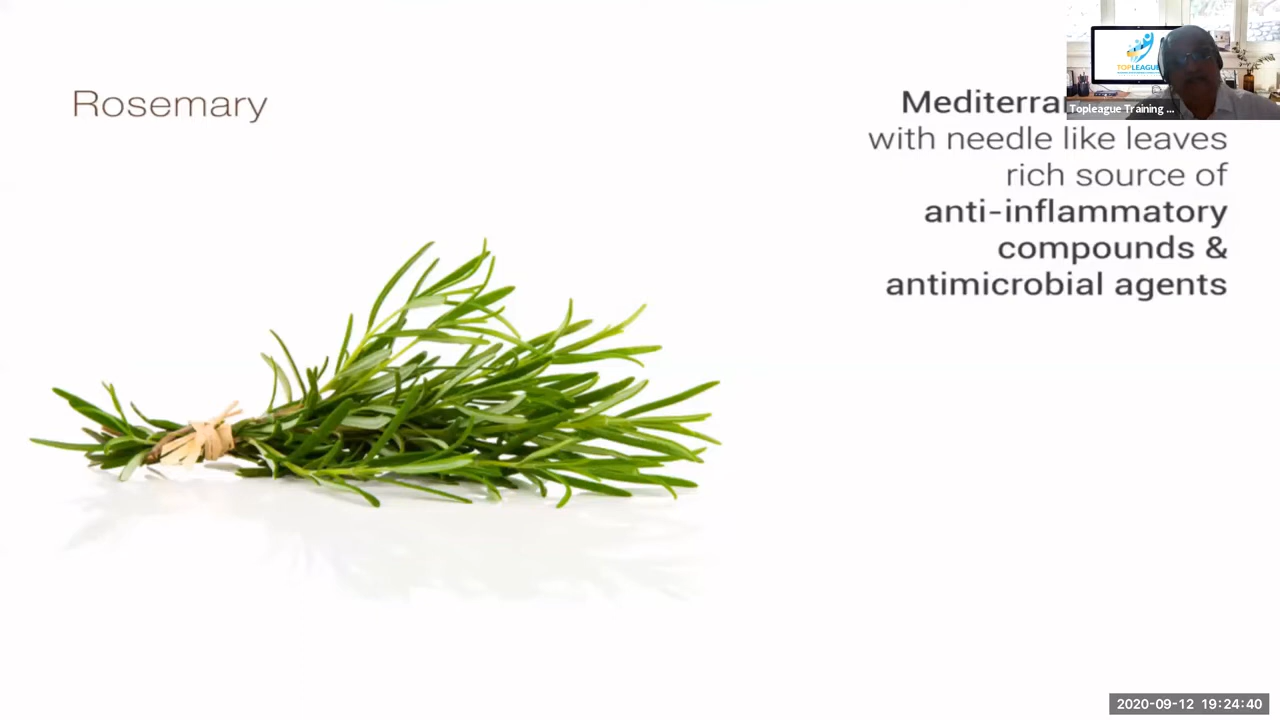 Rosemary
with needle like leaves
rich source of
anti-inflammatory
compounds &
antimicrobial agents
TOPLEAGUE
Topleague Training ...
2020-09-12 19:24:40